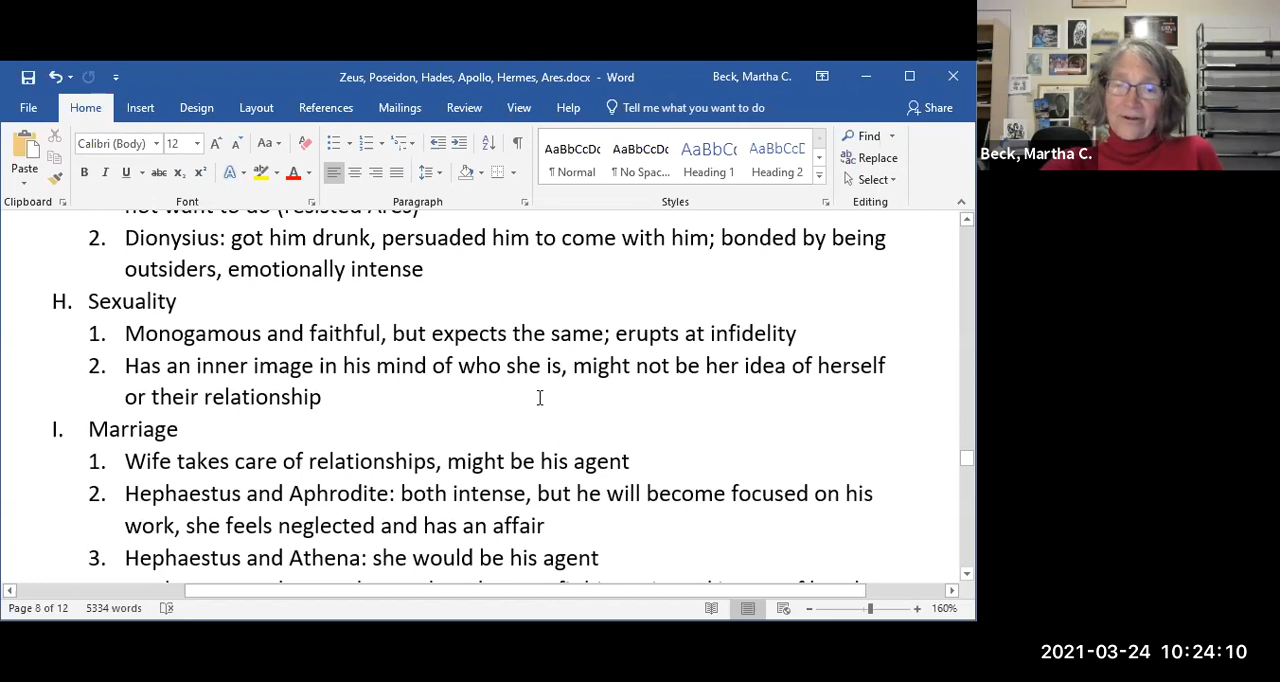 Zeus, Poseidon, Hades, Apollo, Hermes, Ares.docx - Word
Beck, Martha C.
File
Home
Insert
Design
Layout
References
Mailings
Review
View
Help
Tell me what you want to do
Share
Paste
Calibri (Body)
12
AaBbCcDc
AaBbCcDc
AaBbC
AaBbCcD
¶ Normal
¶ No Spac...
Heading 1
Heading 2
Find
Replace
Select
Clipboard
Font
Paragraph
Styles
Editing
not want to do (resisted Ares)
2. Dionysius: got him drunk, persuaded him to come with him; bonded by being
outsiders, emotionally intense
H. Sexuality
1. Monogamous and faithful, but expects the same; erupts at infidelity
2. Has an inner image in his mind of who she is, might not be her idea of herself
or their relationship
I. Marriage
1. Wife takes care of relationships, might be his agent
2. Hephaestus and Aphrodite: both intense, but he will become focused on his
work, she feels neglected and has an affair
3. Hephaestus and Athena: she would be his agent
Page 8 of 12
5334 words
160%
Beck, Martha C.
2021-03-24 10:24:10